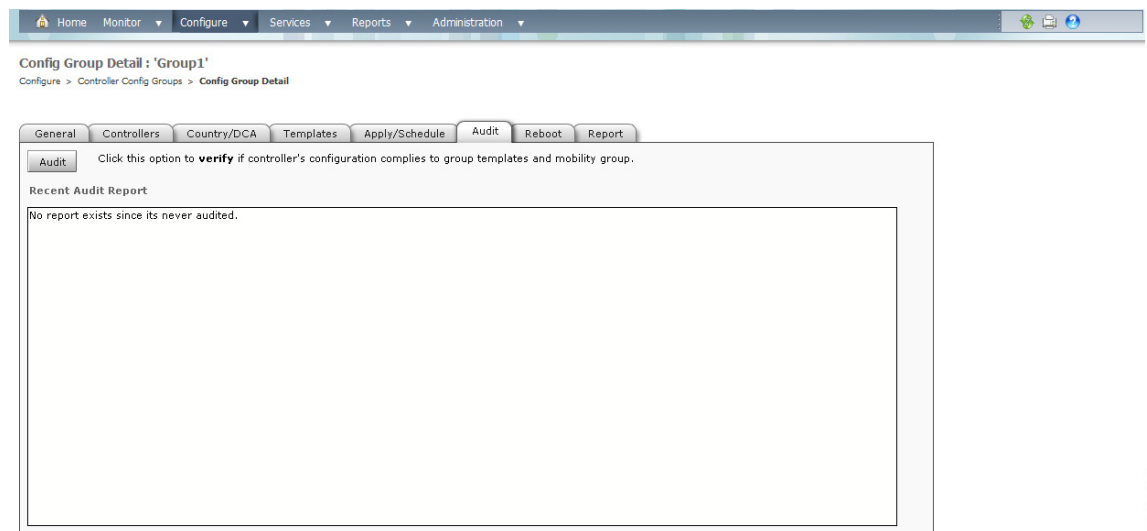 Home Monitor Configure Services Reports Administration
Config Group Detail : 'Group1'
Configure > Controller Config Groups > Config Group Detail
General Controllers Country/DCA Templates Apply/Schedule Audit Reboot Report
Audit Click this option to verify if controller's configuration complies to group templates and mobility group.
Recent Audit Report
No report exists since its never audited.